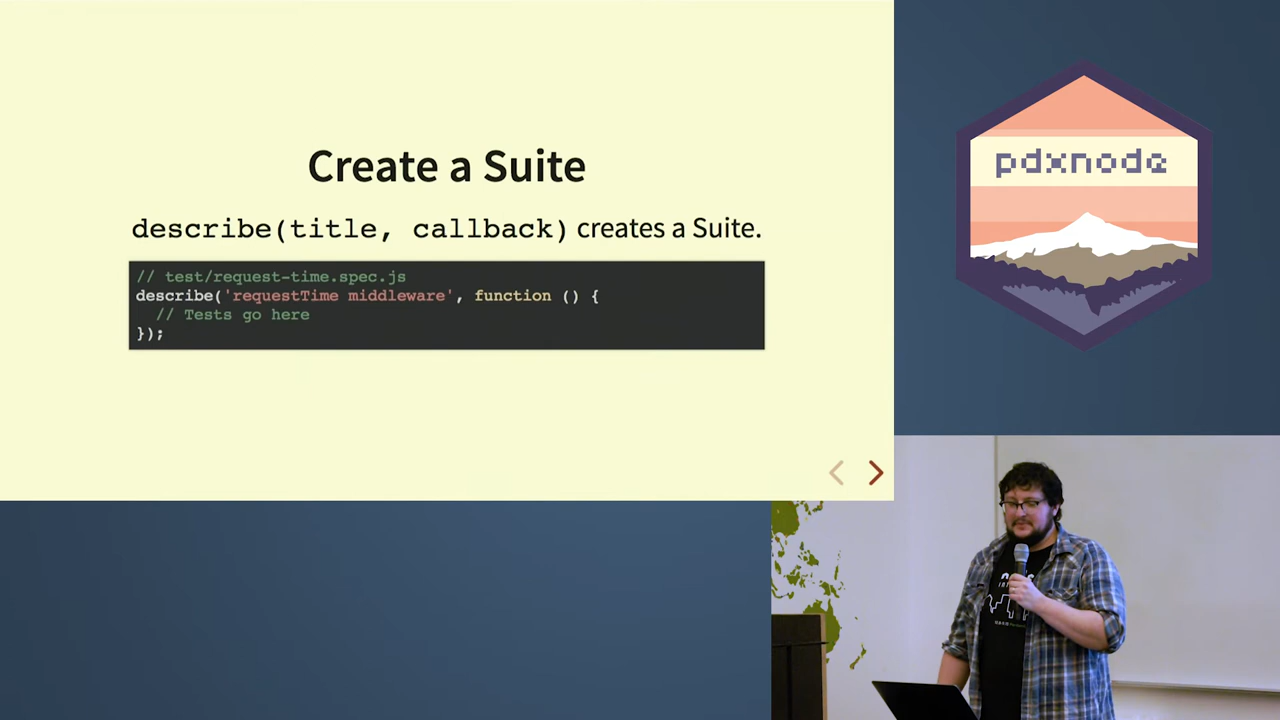 Create a Suite
describe(title, callback) creates a Suite.
// test/request-time.spec.js
describe('requestTime middleware', function () {
  // Tests go here
});
pdxnode